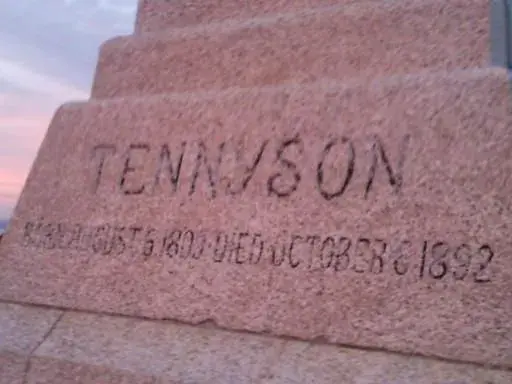 TENNYSON
BORN AUGUST 6 1809 DIED OCTOBER 6 1892